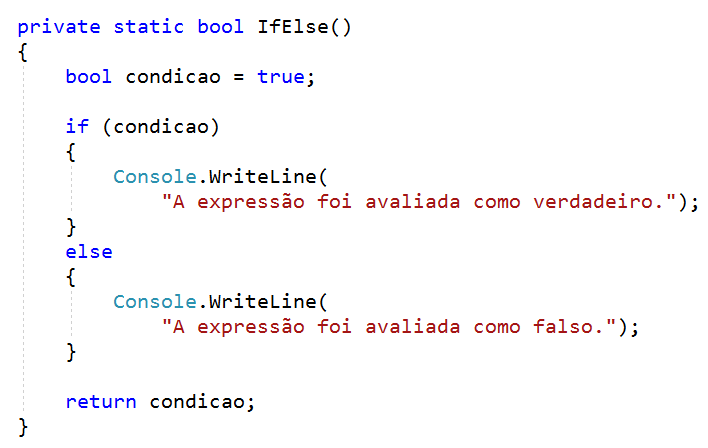 private static bool IfElse()
{
    bool condicao = true;

    if (condicao)
    {
        Console.WriteLine(
            "A expressão foi avaliada como verdadeiro.");
    }
    else
    {
        Console.WriteLine(
            "A expressão foi avaliada como falso.");
    }

    return condicao;
}